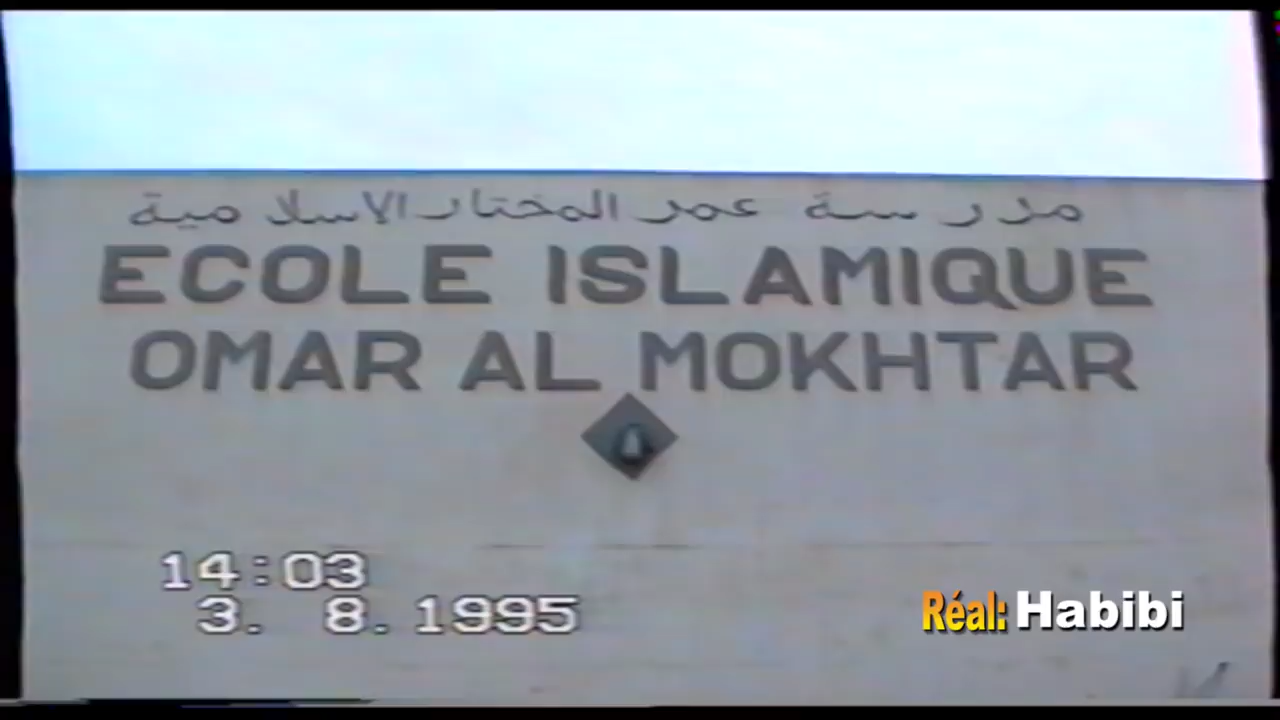 مدرسة عمر المختار الاسلامية
ECOLE ISLAMIQUE
OMAR AL MOKHTAR
14:03
3. 8. 1995
Réal: Habibi